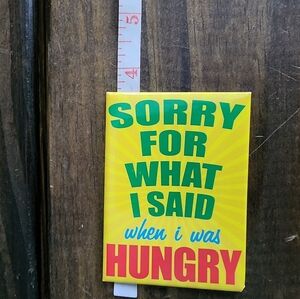 5
4
SORRY
FOR
WHAT
I SAID
when i was
HUNGRY